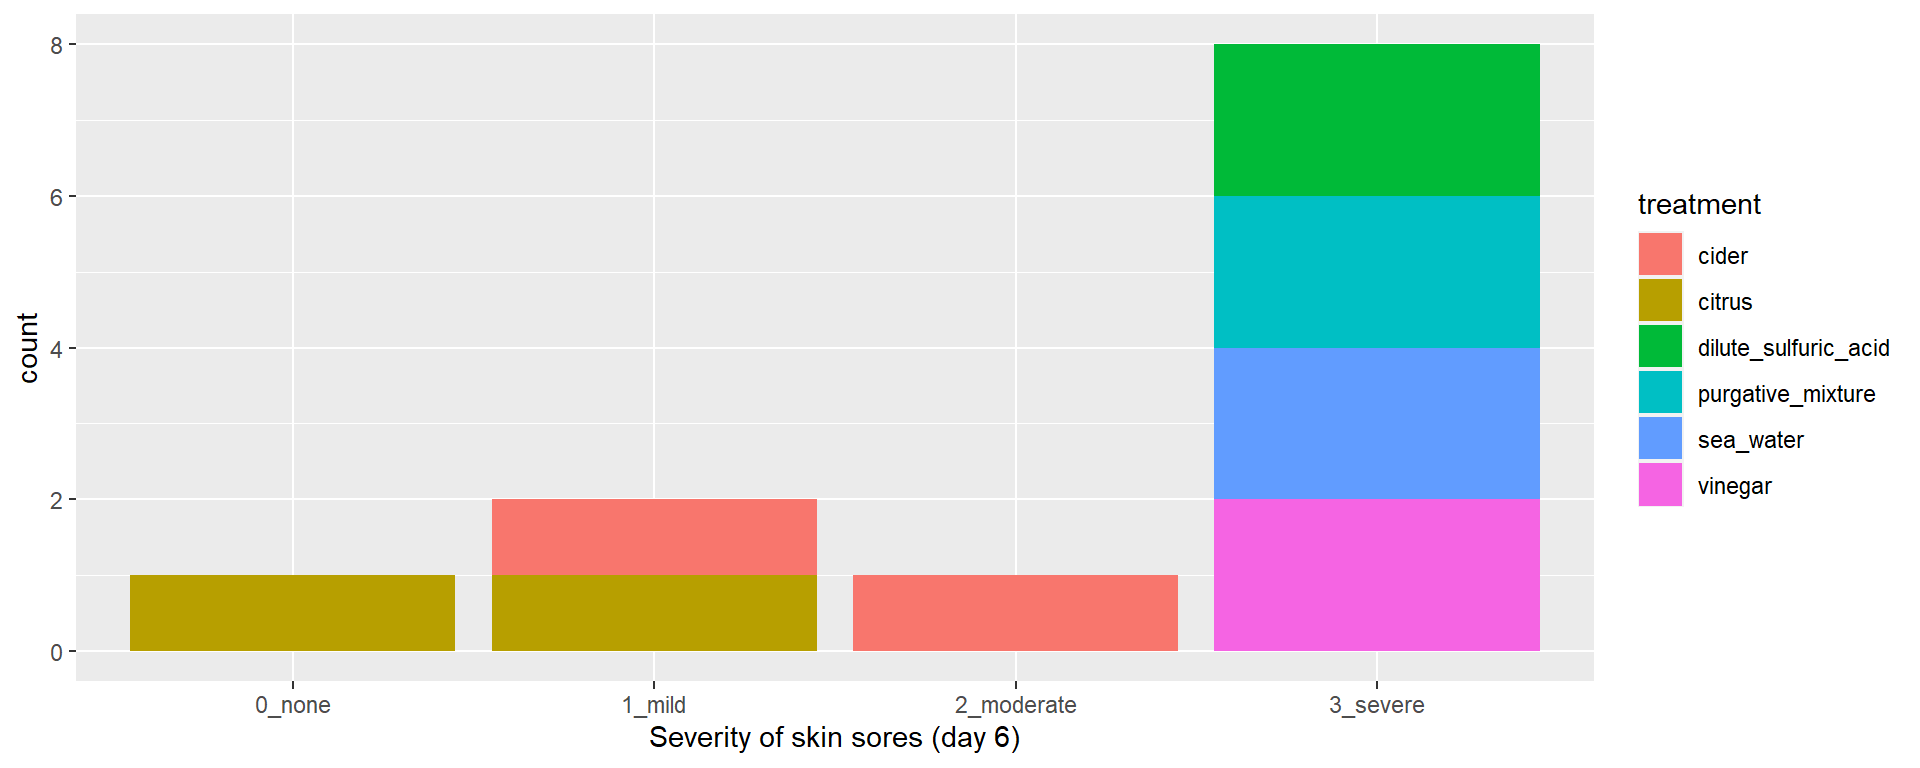 8
6
4
2
0
count
0_none
1_mild
2_moderate
3_severe
Severity of skin sores (day 6)
treatment
cider
citrus
dilute_sulfuric_acid
purgative_mixture
sea_water
vinegar